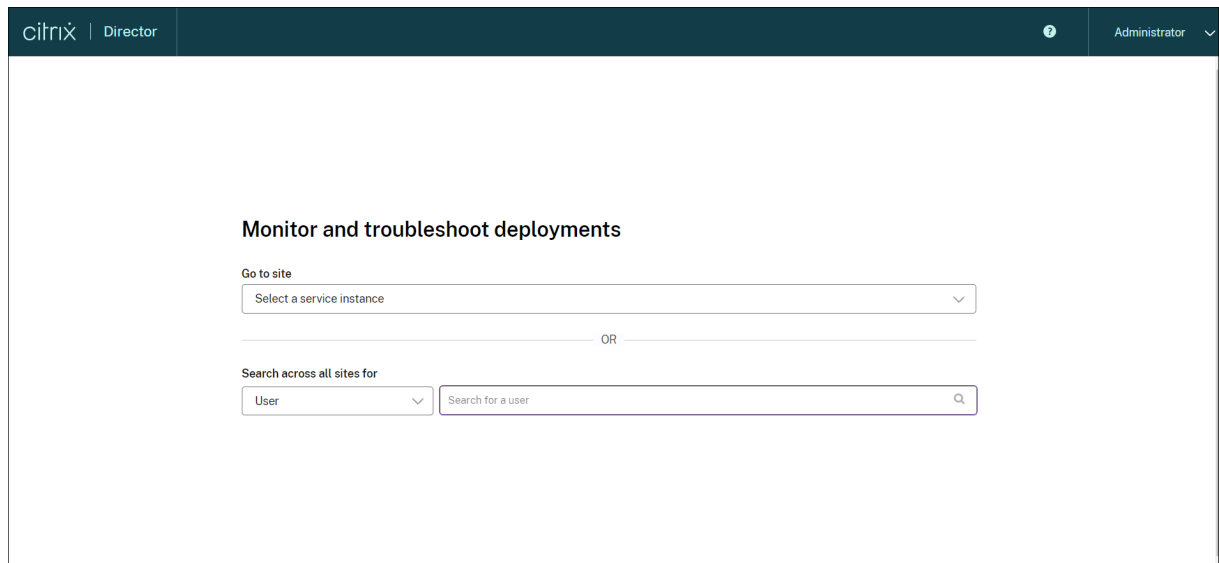 citrix | Director
? Administrator
Monitor and troubleshoot deployments
Go to site
Select a service instance
OR
Search across all sites for
User
Search for a user